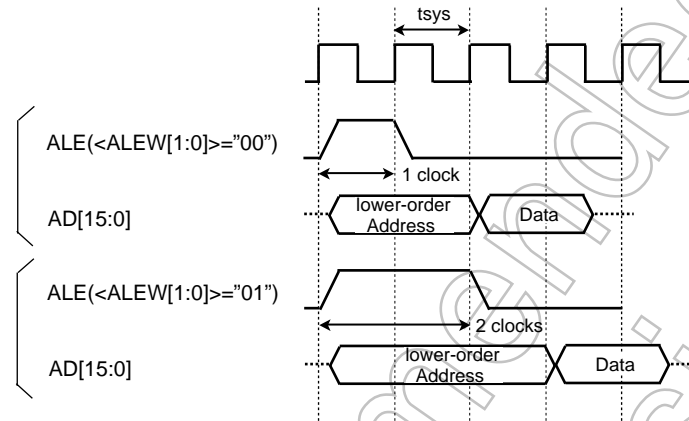 tsys
ALE(<ALEW[1:0]>="00")
1 clock
AD[15:0]
lower-order
Address
Data
ALE(<ALEW[1:0]>="01")
2 clocks
AD[15:0]
lower-order
Address
Data